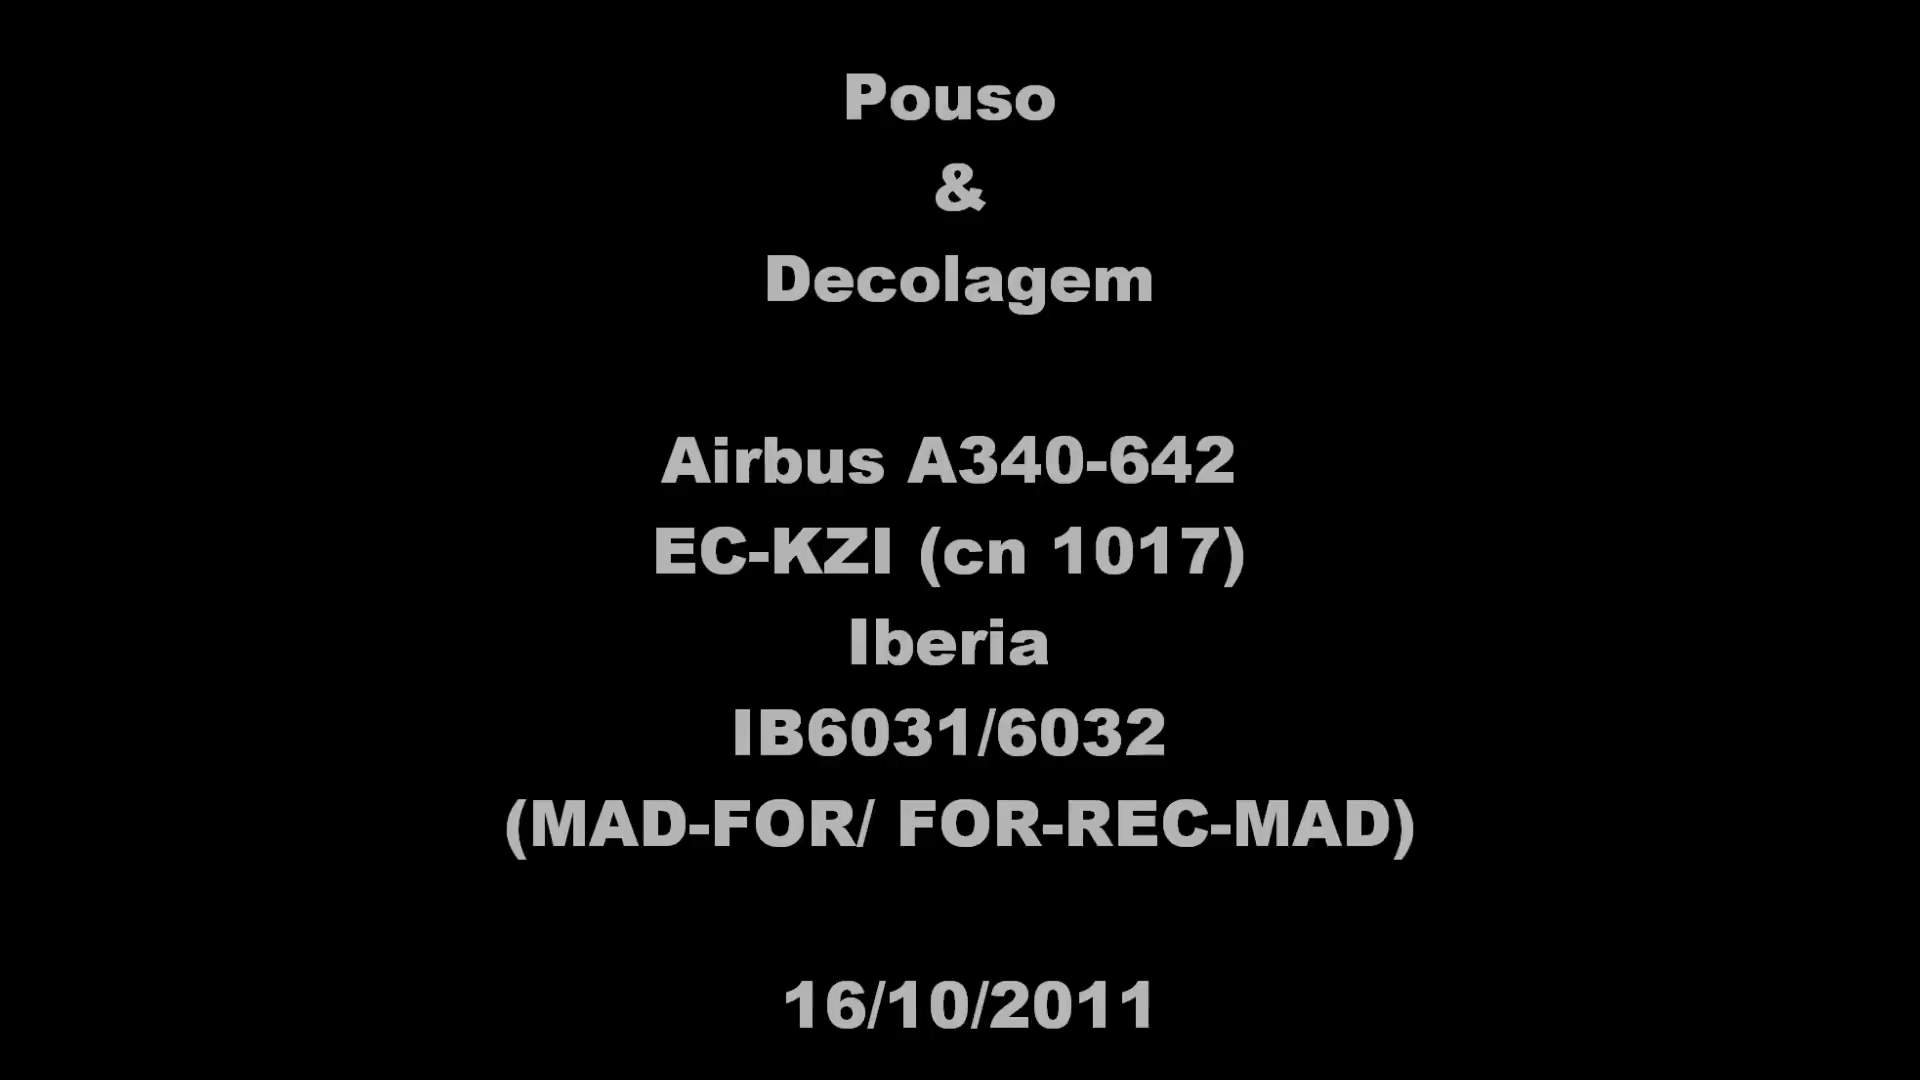 Pouso
&
Decolagem
Airbus A340-642
EC-KZI (cn 1017)
Iberia
IB6031/6032
(MAD-FOR/ FOR-REC-MAD)
16/10/2011